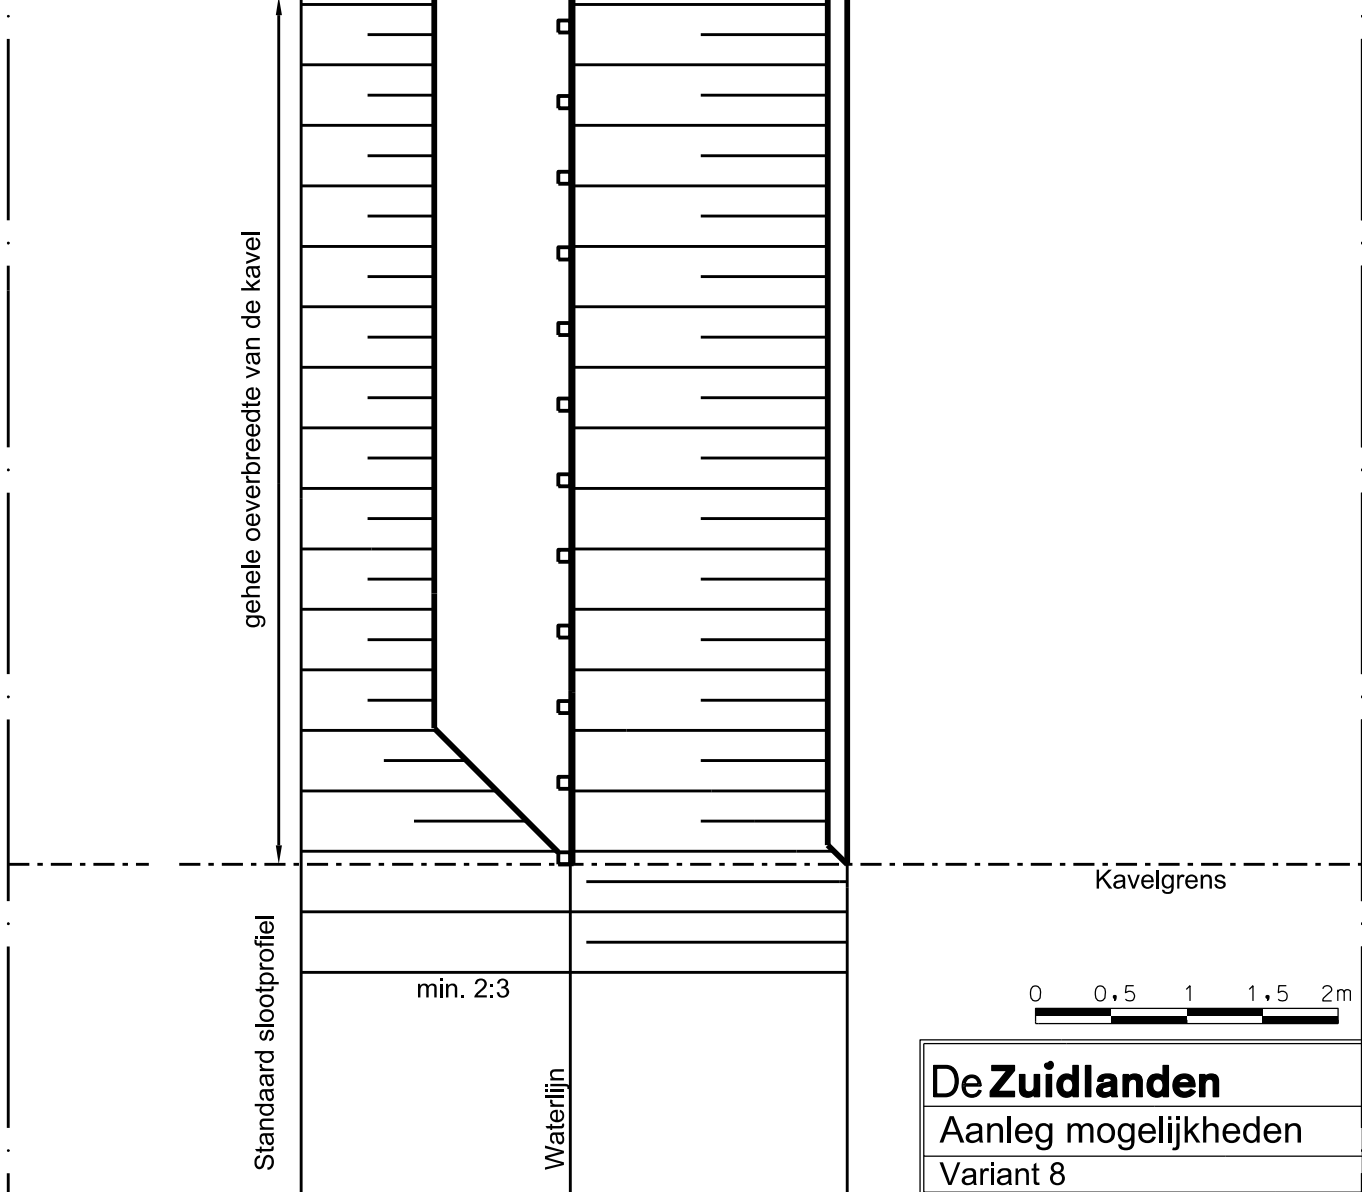 gehele oeverbreedte van de kavel
Kavelgrens
Standaard slootprofiel
min. 2:3
Waterlijn
0 0,5 1 1,5 2m
De Zuidlanden
Aanleg mogelijkheden
Variant 8